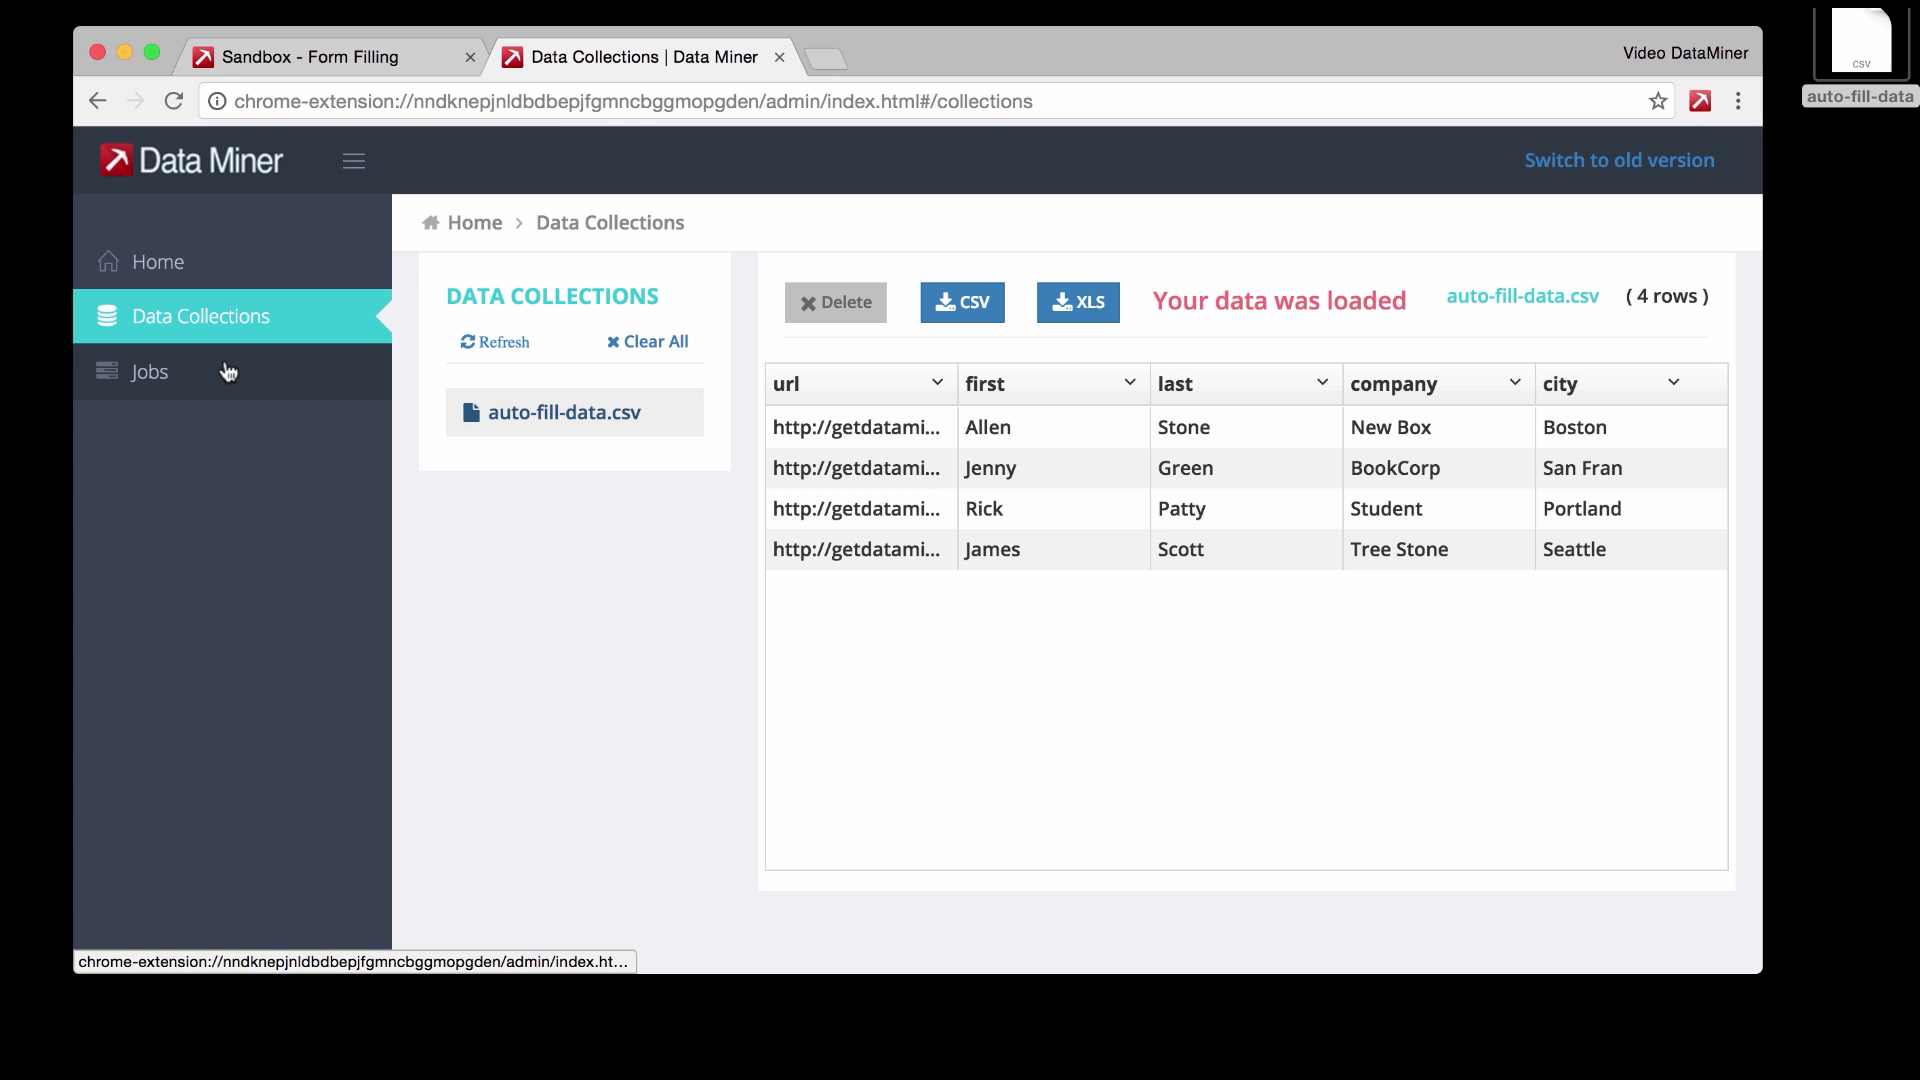 Sandbox - Form Filling
Data Collections | Data Miner
Video DataMiner
csv
auto-fill-data
chrome-extension://nndknepjnldbdbepjfgmncbggmopgden/admin/index.html#/collections
Data Miner
Switch to old version
Home > Data Collections
Home
Data Collections
Jobs
DATA COLLECTIONS
Refresh
Clear All
auto-fill-data.csv
Delete
CSV
XLS
Your data was loaded
auto-fill-data.csv
( 4 rows )
url first last company city
http://getdatami... Allen Stone New Box Boston
http://getdatami... Jenny Green BookCorp San Fran
http://getdatami... Rick Patty Student Portland
http://getdatami... James Scott Tree Stone Seattle
chrome-extension://nndknepjnldbdbepjfgmncbggmopgden/admin/index.ht...